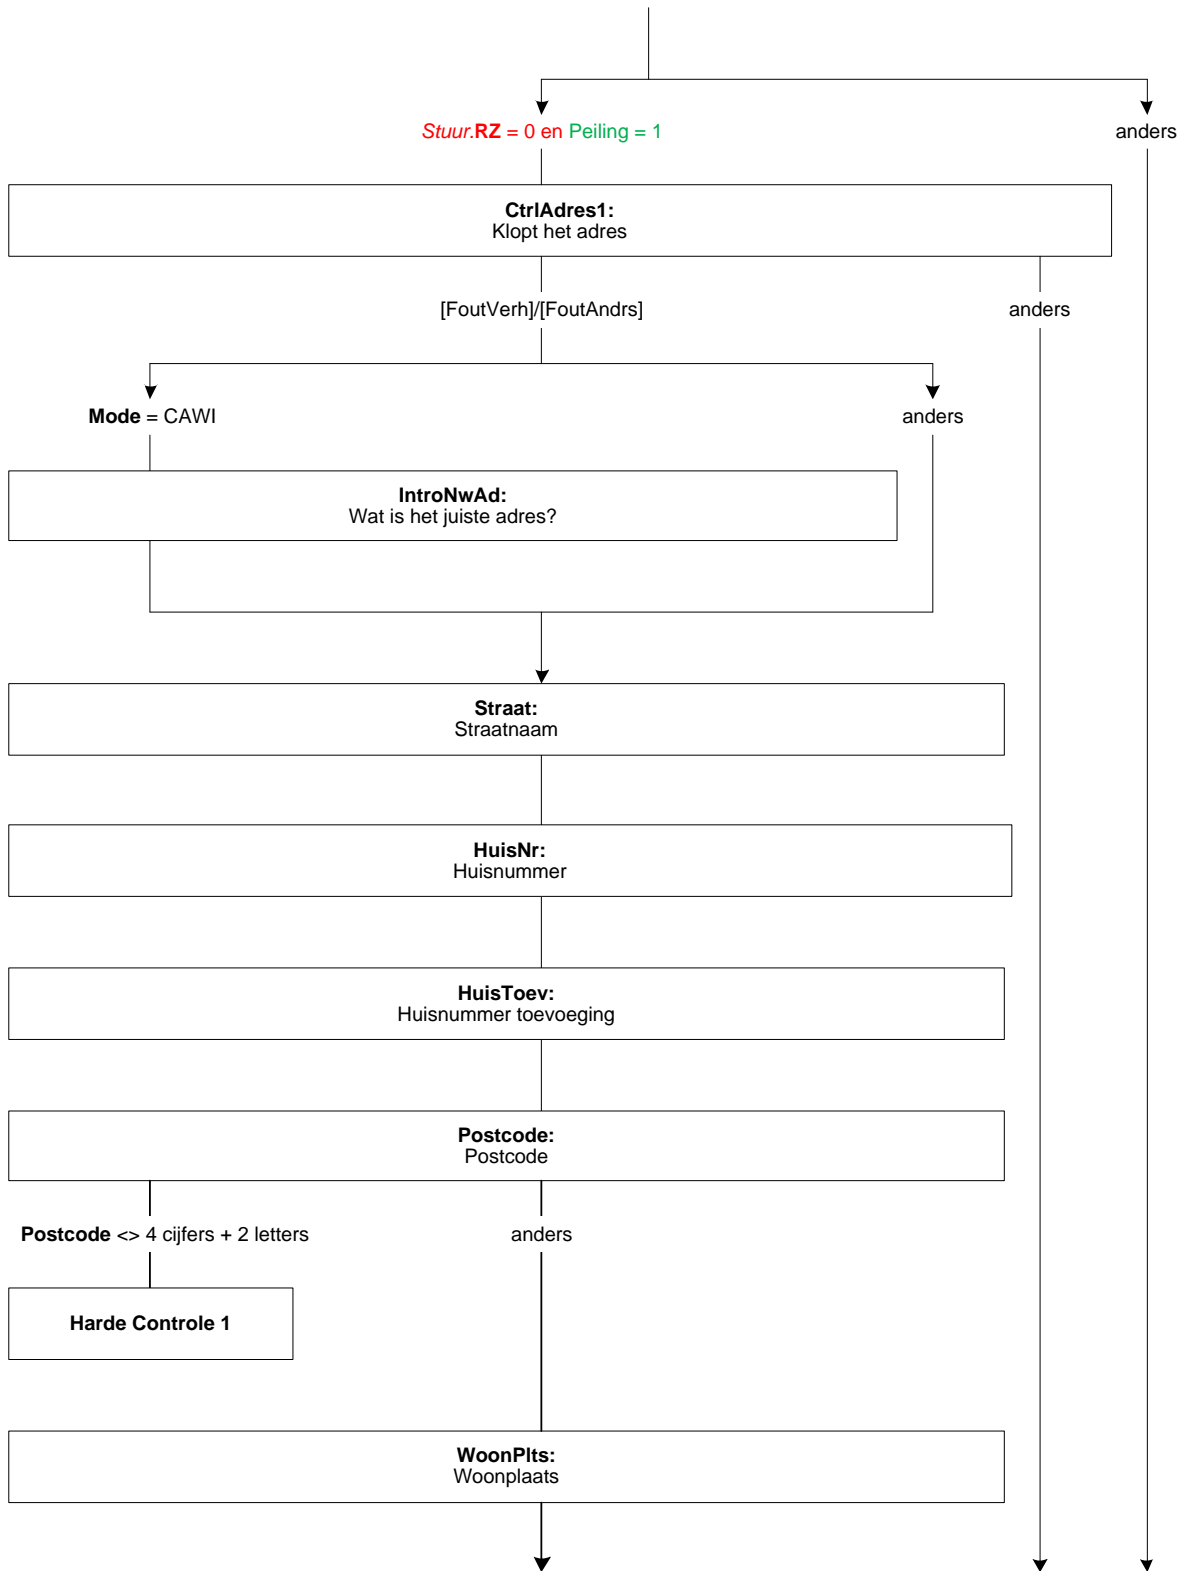 Stuur.RZ = 0 en Peiling = 1
anders
CtrlAdres1:
Klopt het adres
[FoutVerh]/[FoutAndrs]
anders
Mode = CAWI
anders
IntroNwAd:
Wat is het juiste adres?
Straat:
Straatnaam
HuisNr:
Huisnummer
HuisToev:
Huisnummer toevoeging
Postcode:
Postcode
Postcode <> 4 cijfers + 2 letters
anders
Harde Controle 1
WoonPlts:
Woonplaats